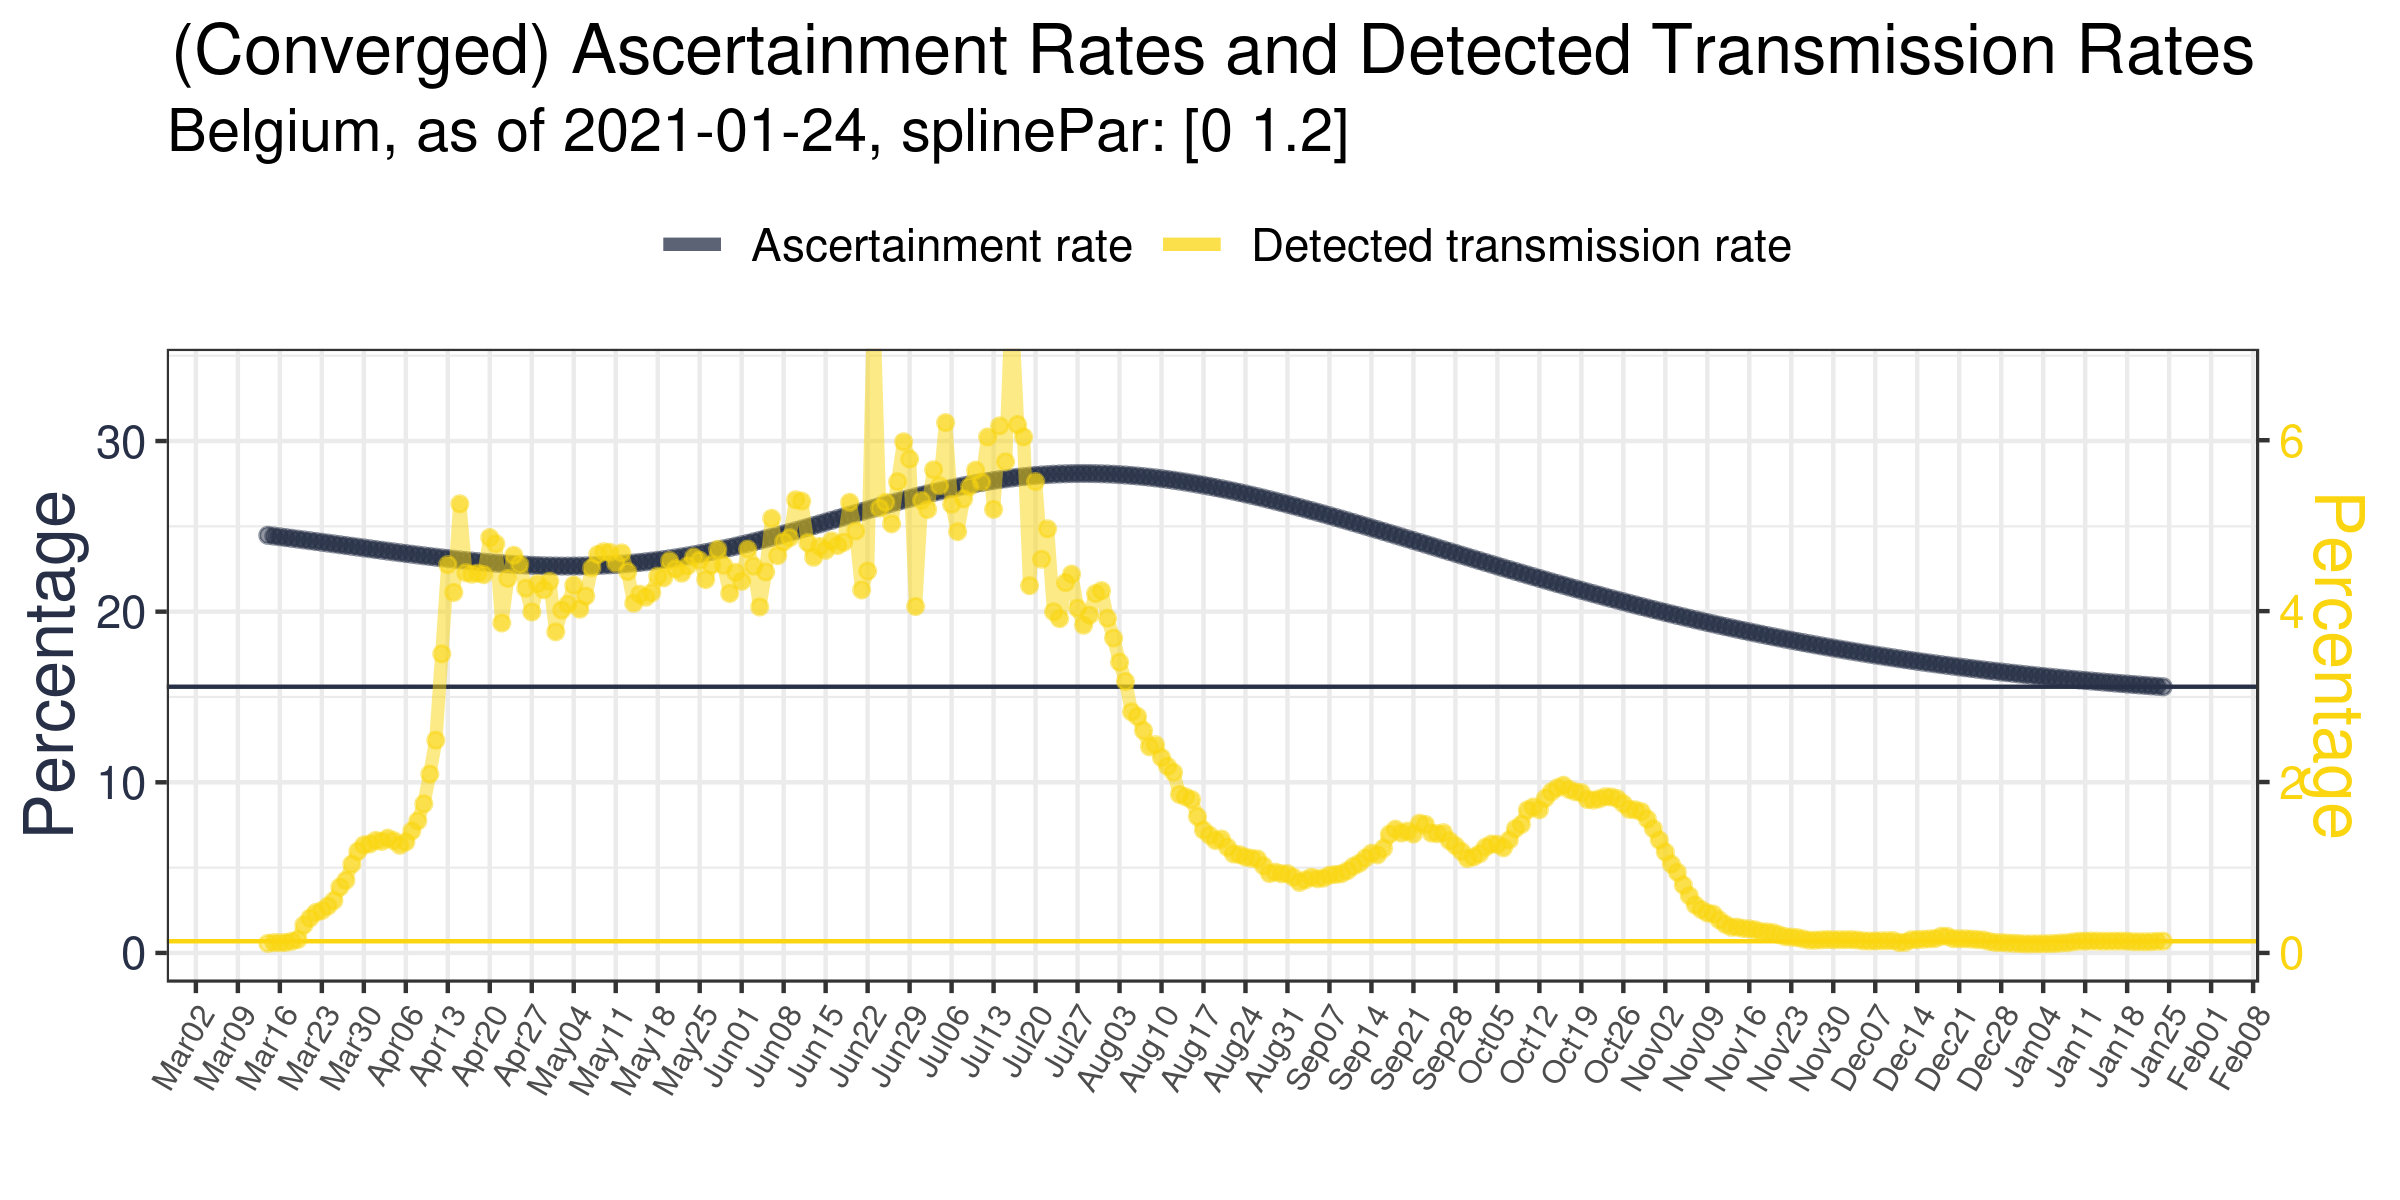 (Converged) Ascertainment Rates and Detected Transmission Rates
Belgium, as of 2021-01-24, splinePar: [0 1.2]
Ascertainment rate
Detected transmission rate
Percentage
30
20
10
0
6
4
2
0
Percentage
Mar02
Mar09
Mar16
Mar23
Mar30
Apr06
Apr13
Apr20
Apr27
May04
May11
May18
May25
Jun01
Jun08
Jun15
Jun22
Jun29
Jul06
Jul13
Jul20
Jul27
Aug03
Aug10
Aug17
Aug24
Aug31
Sep07
Sep14
Sep21
Sep28
Oct05
Oct12
Oct19
Oct26
Nov02
Nov09
Nov16
Nov23
Nov30
Dec07
Dec14
Dec21
Dec28
Jan04
Jan11
Jan18
Jan25
Feb01
Feb08